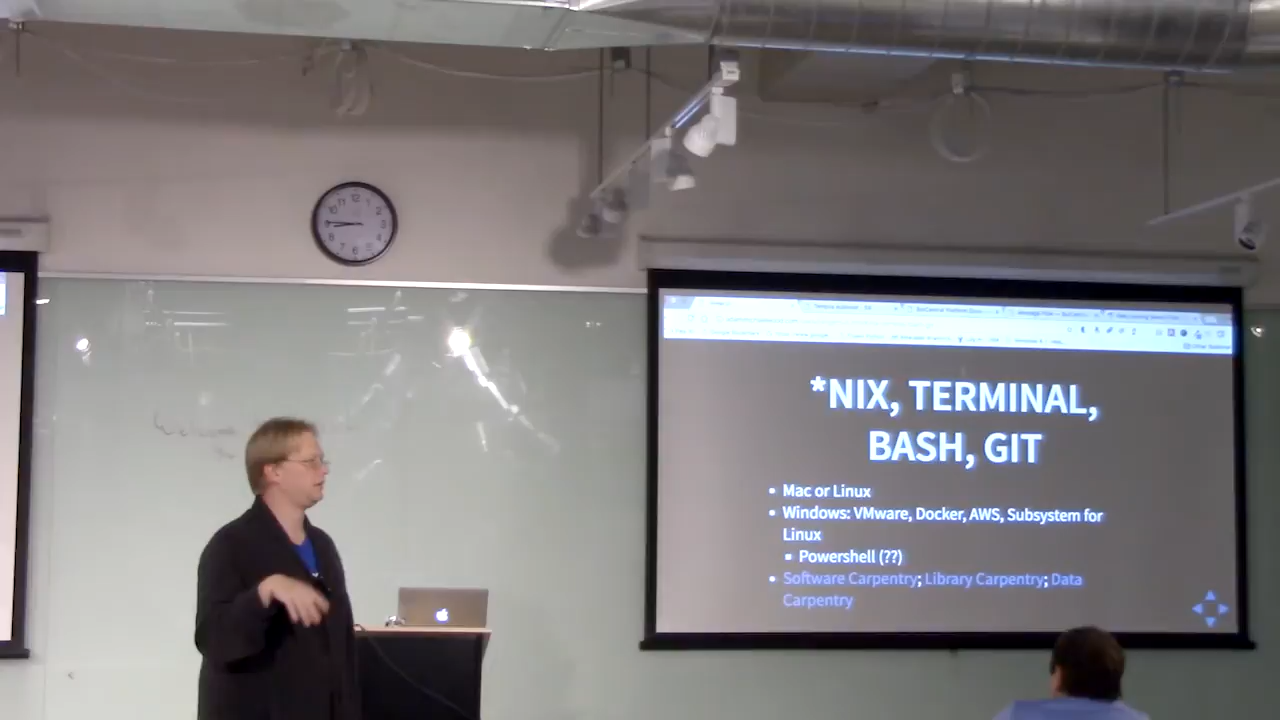 *NIX, TERMINAL,
BASH, GIT
• Mac or Linux
• Windows: VMware, Docker, AWS, Subsystem for
Linux
▪ Powershell (??)
• Software Carpentry; Library Carpentry; Data
Carpentry